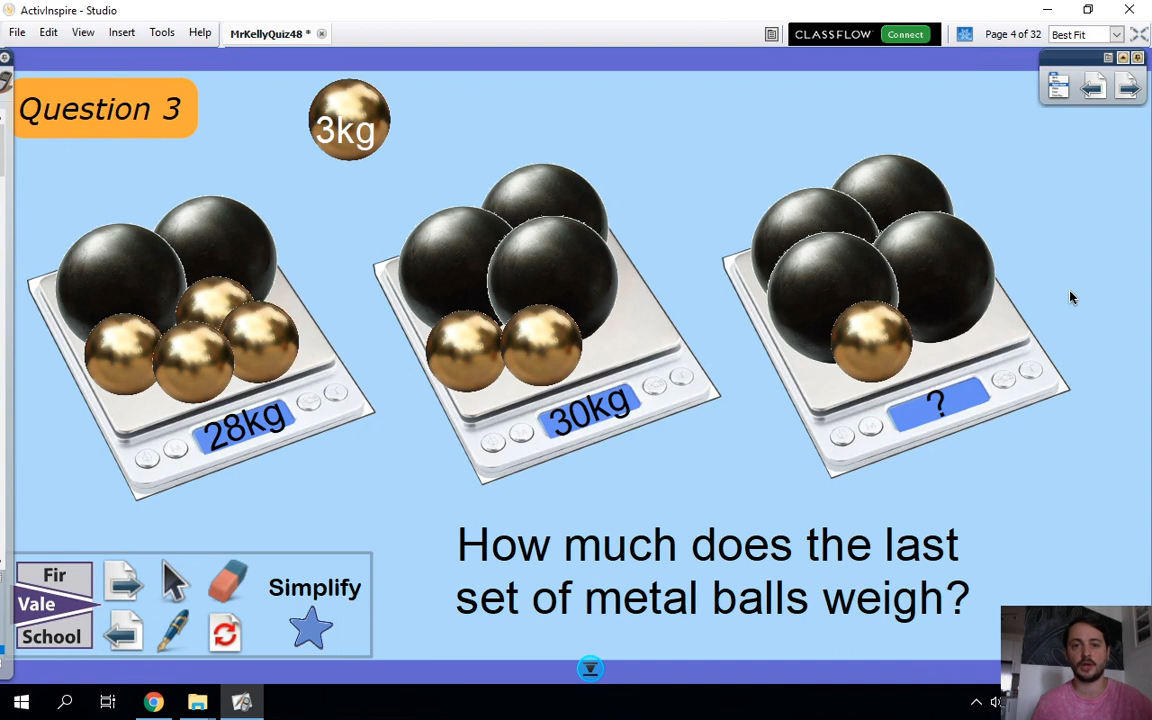 ActivInspire - Studio
File Edit View Insert Tools Help
MrKellyQuiz48 *
CLASSFLOW Connect
Page 4 of 32
Best Fit
Question 3
3kg
28kg
30kg
?
How much does the last
set of metal balls weigh?
Fir
Vale
School
Simplify